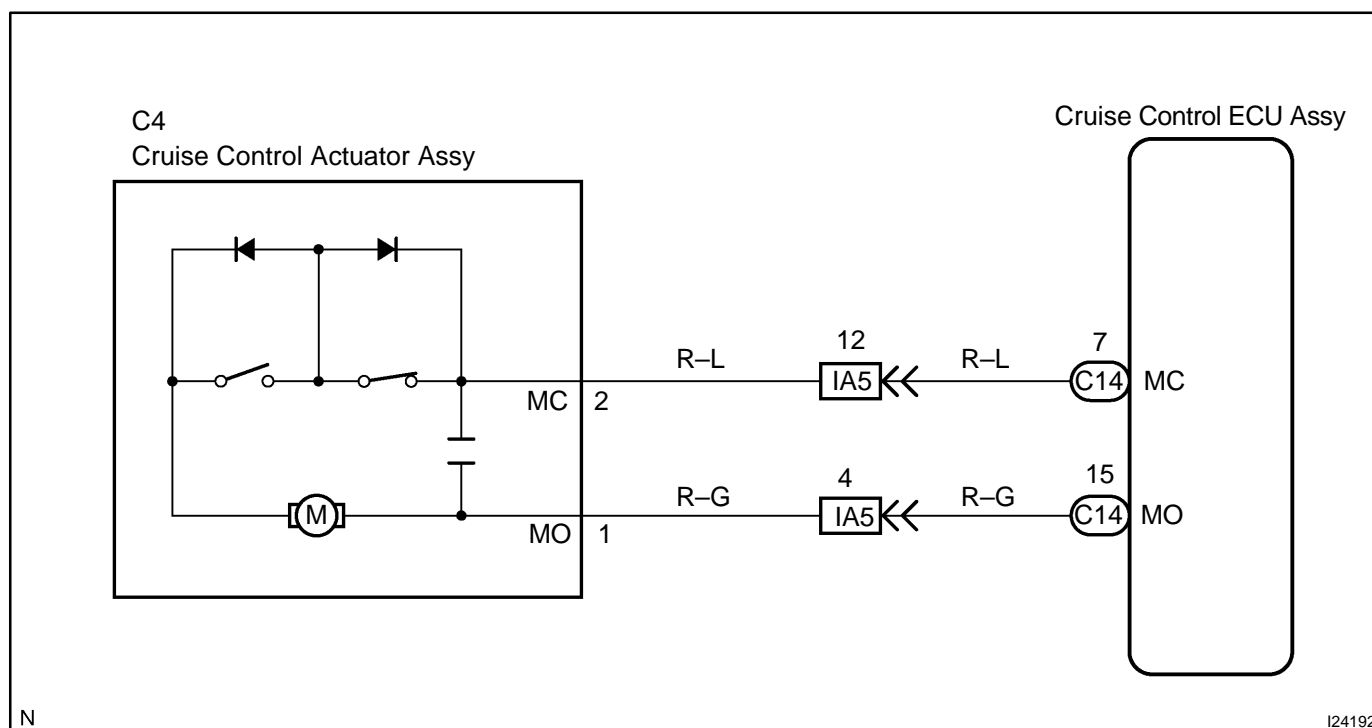 C4
Cruise Control Actuator Assy
Cruise Control ECU Assy
MC 2
R–L
12
IA5
R–L
7
C14
MC
M
MO 1
R–G
4
IA5
R–G
15
C14
MO
N
I24192